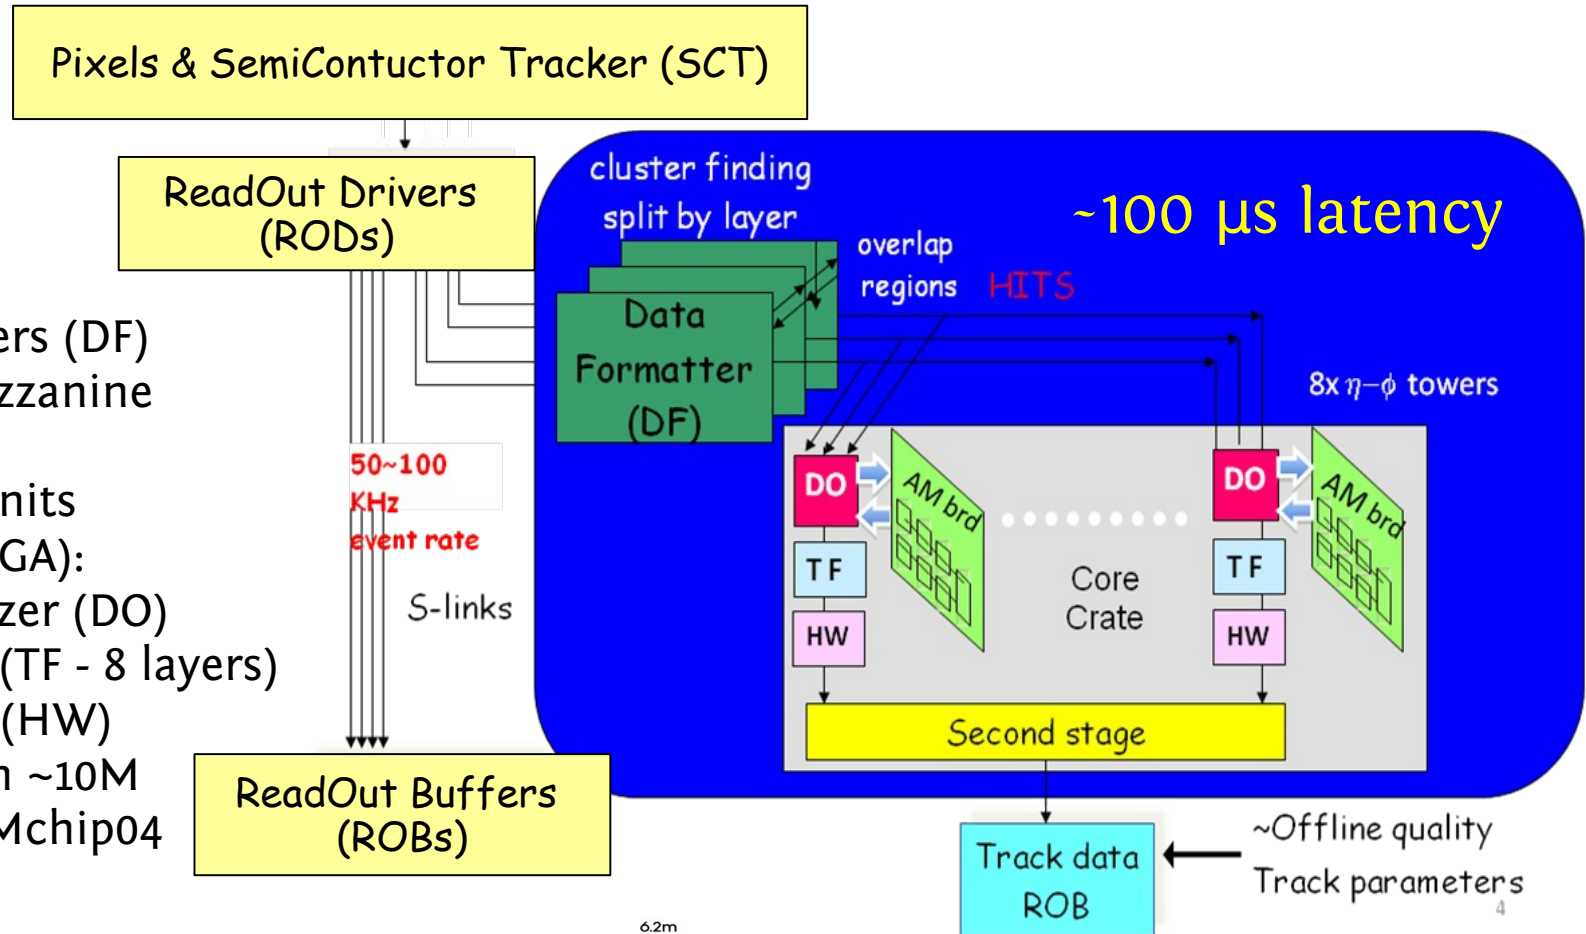 Pixels & SemiContuctor Tracker (SCT)
ReadOut Drivers
(RODs)
cluster finding
split by layer
~100 µs latency
overlap
regions HITS
Data
Formatter
(DF)
8x η–ϕ towers
ers (DF)
zzanine
nits
GA):
zer (DO)
(TF - 8 layers)
(HW)
n ~10M
Mchip04
50~100
KHz
event rate
S-links
DO
AM brd
TF
HW
Core
Crate
DO
AM brd
TF
HW
Second stage
ReadOut Buffers
(ROBs)
Track data
ROB
~Offline quality
Track parameters
4
6.2m